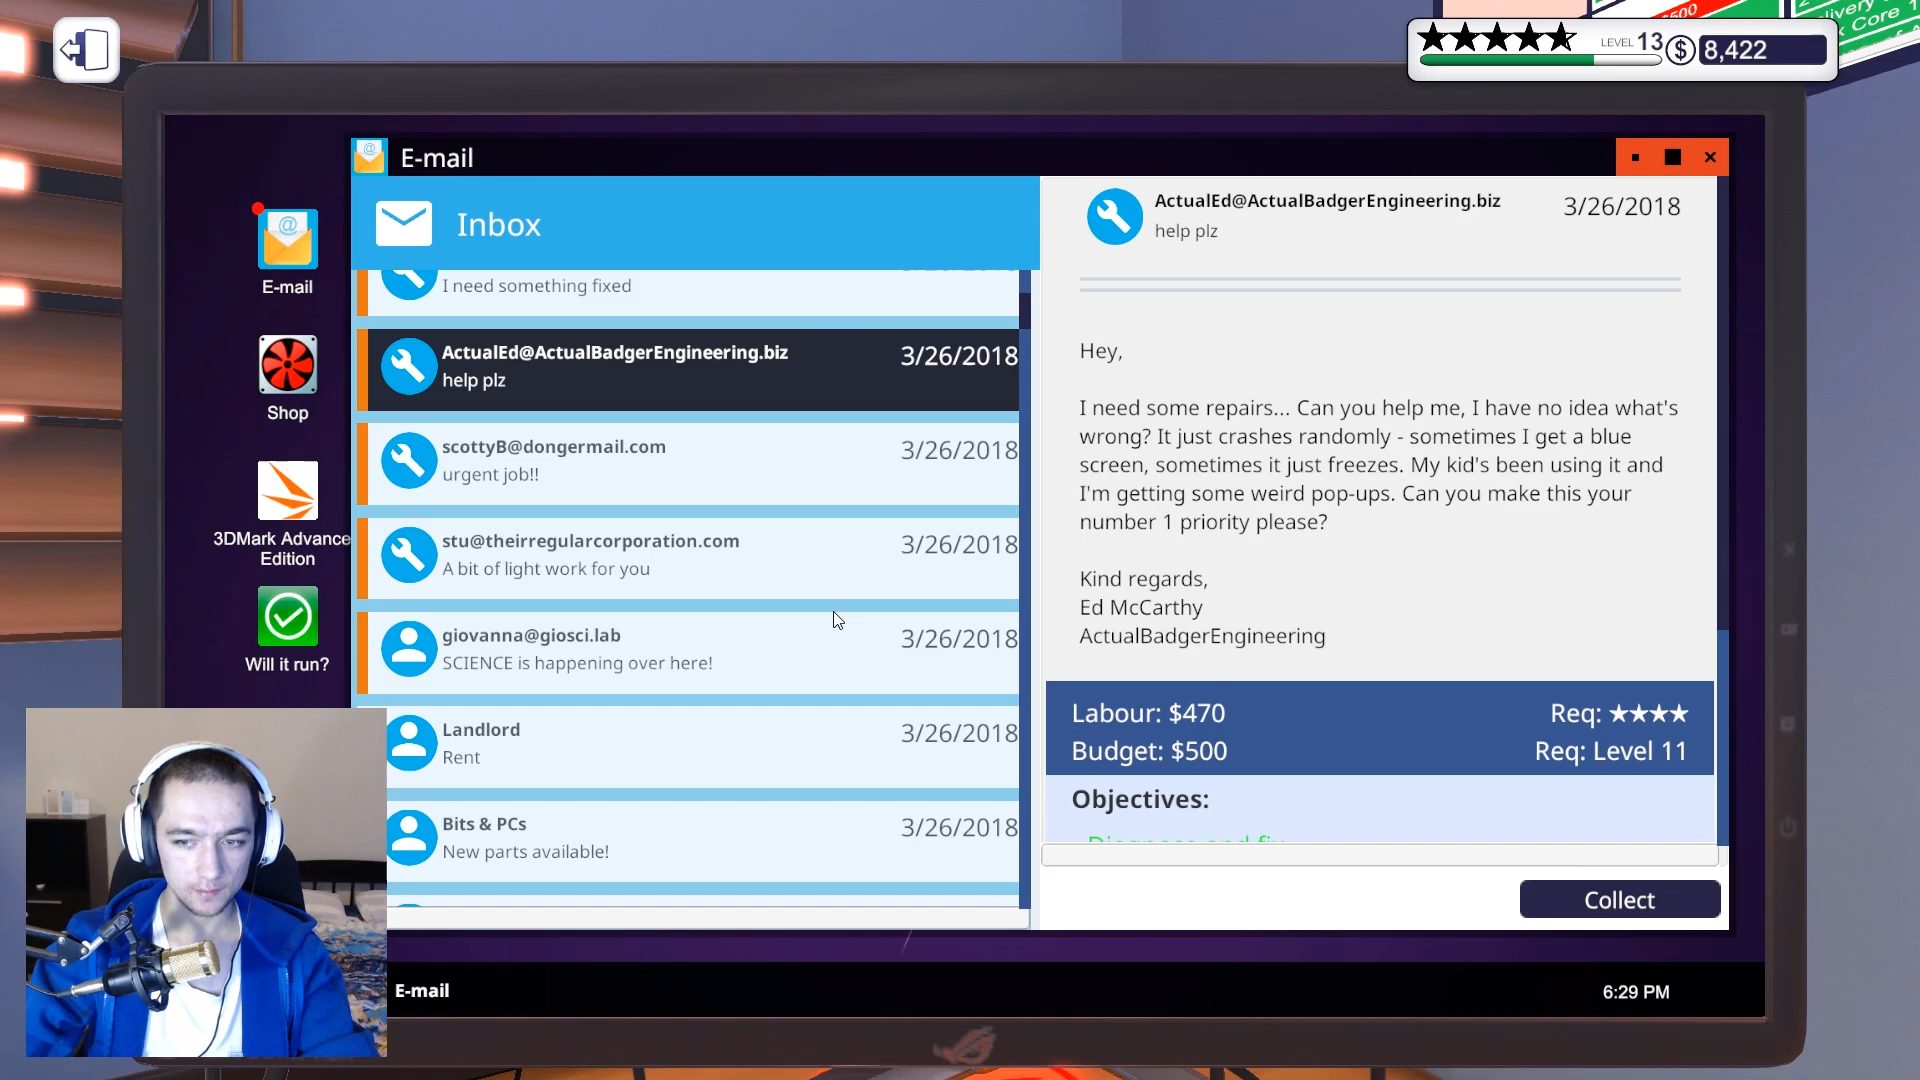 $500
Delivery
Core 1
LEVEL 13
$ 8,422
E-mail
Inbox
I need something fixed
ActualEd@ActualBadgerEngineering.biz
3/26/2018
help plz
scottyB@dongermail.com
3/26/2018
urgent job!!
stu@theirregularcorporation.com
3/26/2018
A bit of light work for you
giovanna@giosci.lab
3/26/2018
SCIENCE is happening over here!
Landlord
3/26/2018
Rent
Bits & PCs
3/26/2018
New parts available!
E-mail
Shop
3DMark Advance
Edition
Will it run?
ActualEd@ActualBadgerEngineering.biz
3/26/2018
help plz
Hey,
I need some repairs... Can you help me, I have no idea what's
wrong? It just crashes randomly - sometimes I get a blue
screen, sometimes it just freezes. My kid's been using it and
I'm getting some weird pop-ups. Can you make this your
number 1 priority please?
Kind regards,
Ed McCarthy
ActualBadgerEngineering
Labour: $470
Req: ★★★★
Budget: $500
Req: Level 11
Objectives:
Collect
E-mail
6:29 PM